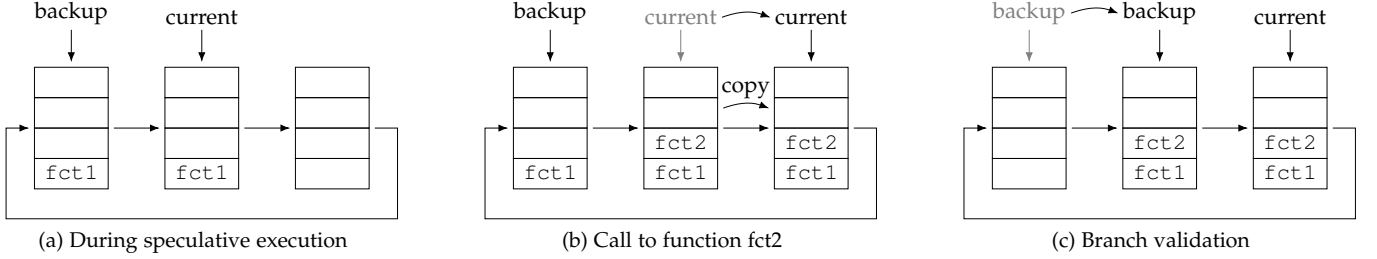 backup current
fct1 fct1
(a) During speculative execution
backup current current
copy
fct2 fct2
fct1 fct1 fct1
(b) Call to function fct2
backup backup current
fct2 fct2
fct1 fct1
(c) Branch validation